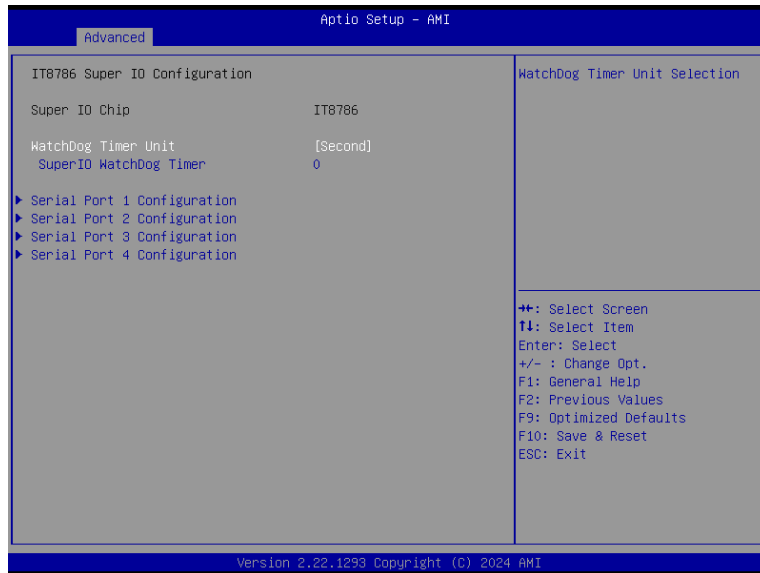 Aptio Setup – AMI
Advanced
IT8786 Super IO Configuration
Super IO Chip IT8786
WatchDog Timer Unit [Second]
SuperIO WatchDog Timer 0
Serial Port 1 Configuration
Serial Port 2 Configuration
Serial Port 3 Configuration
Serial Port 4 Configuration
WatchDog Timer Unit Selection
→←: Select Screen
↑↓: Select Item
Enter: Select
+/- : Change Opt.
F1: General Help
F2: Previous Values
F9: Optimized Defaults
F10: Save & Reset
ESC: Exit
Version 2.22.1293 Copyright (C) 2024 AMI